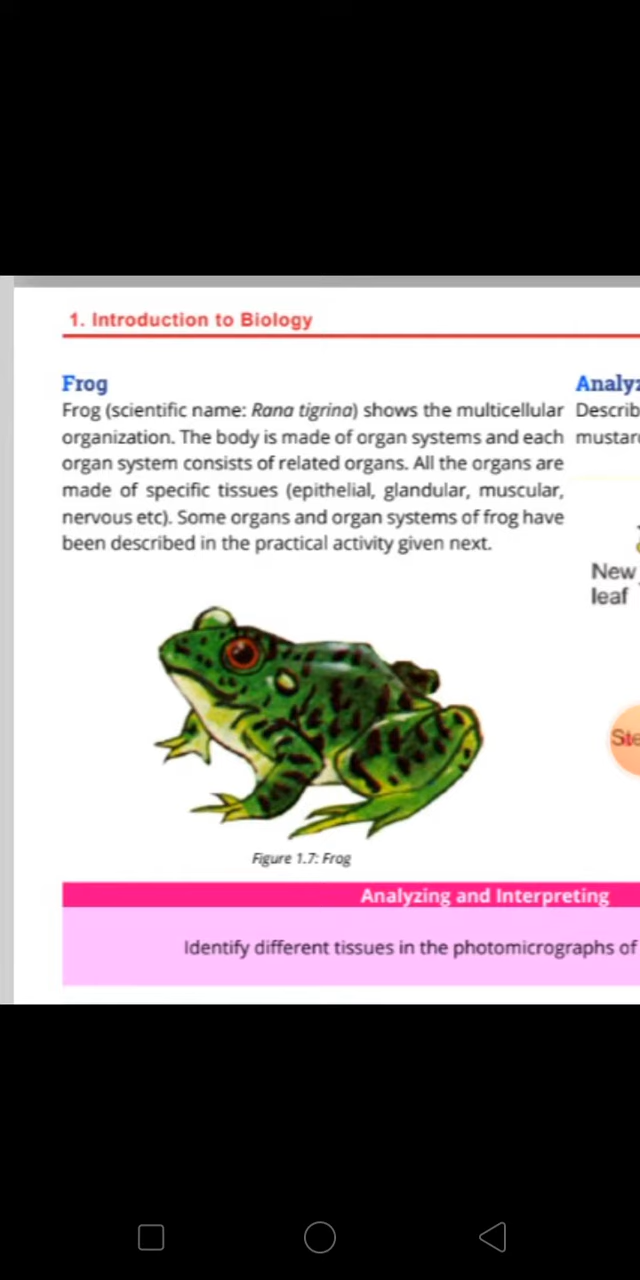 1. Introduction to Biology
Frog
Frog (scientific name: Rana tigrina) shows the multicellular
organization. The body is made of organ systems and each
organ system consists of related organs. All the organs are
made of specific tissues (epithelial, glandular, muscular,
nervous etc). Some organs and organ systems of frog have
been described in the practical activity given next.
Figure 1.7: Frog
Analyz
Describ
mustar
New
leaf
Ste
Analyzing and Interpreting
Identify different tissues in the photomicrographs of